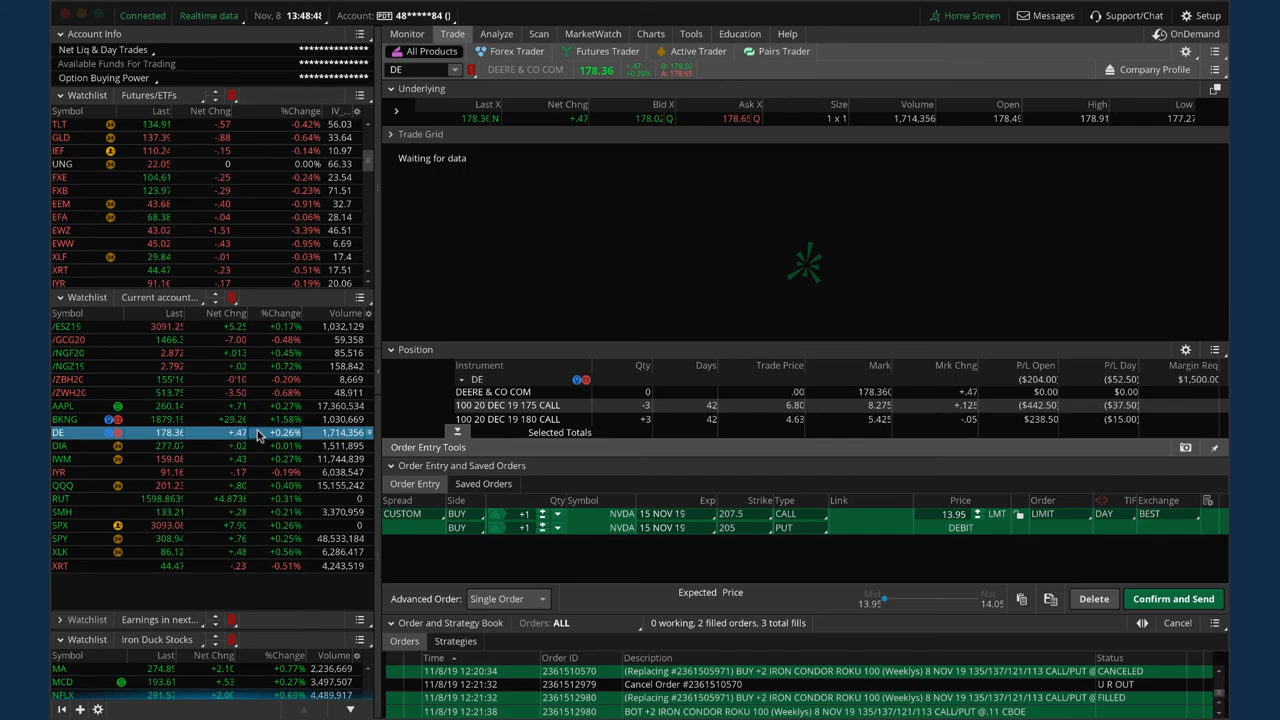 Connected Realtime data Nov. 8 13:48:48 Account: PDT 48*****84 () Home Screen Messages Support/Chat Setup
Account Info
Net Liq & Day Trades **************
Available Funds For Trading **************
Option Buying Power **************
Watchlist Futures/ETFs
Symbol Last Net Chng %Change IV_...
TLT 134.91 -.57 -0.42% 56.03
GLD 137.39 -.88 -0.64% 33.64
IEF 110.24 -.15 -0.14% 10.97
UNG 22.05 0 0.00% 66.33
FXE 104.61 -.25 -0.24% 23.54
FXB 123.97 -.29 -0.23% 71.51
EEM 43.68 -.40 -0.91% 32.7
EFA 68.38 -.04 -0.06% 28.14
EWZ 43.02 -1.51 -3.39% 46.51
EWW 45.02 -.43 -0.95% 6.69
XLF 29.84 -.01 -0.03% 17.4
XRT 44.47 -.23 -0.51% 17.51
IYR 91.16 -.17 -0.19% 20.06
Watchlist Current account...
Symbol Last Net Chng %Change Volume
/ESZ19 3091.25 +5.25 +0.17% 1,032,129
/GCG20 1466.3 -7.00 -0.48% 59,358
/NGF20 2.872 +.013 +0.45% 85,516
/NGZ19 2.792 +.02 +0.72% 158,842
/ZBH20 155'16 -0'10 -0.20% 8,669
/ZWH20 513.75 -3.50 -0.68% 48,911
AAPL 260.14 +.71 +0.27% 17,360,534
BKNG 1879.15 +29.26 +1.58% 1,030,669
DE 178.36 +.47 +0.26% 1,714,356
DIA 277.07 +.02 +0.01% 1,511,895
IWM 159.08 +.43 +0.27% 11,744,839
IYR 91.16 -.17 -0.19% 6,038,547
QQQ 201.23 +.80 +0.40% 15,155,242
RUT 1598.8639 +4.8738 +0.31% 0
SMH 133.21 +.28 +0.21% 3,370,959
SPX 3093.08 +7.90 +0.26% 0
SPY 308.94 +.76 +0.25% 48,533,184
XLK 86.12 +.48 +0.56% 6,286,417
XRT 44.47 -.23 -0.51% 4,243,519
Watchlist Earnings in next...
Watchlist Iron Duck Stocks
Symbol Last Net Chng %Change Volume
MA 274.89 +2.10 +0.77% 2,236,669
MCD 193.61 +.53 +0.27% 3,497,507
NFLX 291.57 +2.00 +0.69% 4,489,917
Monitor Trade Analyze Scan MarketWatch Charts Tools Education Help OnDemand
All Products Forex Trader Futures Trader Active Trader Pairs Trader
DE DEERE & CO COM 178.36 +.47 +0.26% B: 178.02 A: 178.65 Company Profile
Underlying
Last X Net Chng Bid X Ask X Size Volume Open High Low
178.36 N +.47 178.02 Q 178.65 Q 1 x 1 1,714,356 178.49 178.91 177.27
Trade Grid
Waiting for data
Position
Instrument Qty Days Trade Price Mark Mrk Chng P/L Open P/L Day Margin Req
DE ($204.00) ($52.50) $1,500.00
DEERE & CO COM 0 .00 178.360 +.47 $0.00 $0.00
100 20 DEC 19 175 CALL -3 42 6.80 8.275 +.125 ($442.50) ($37.50)
100 20 DEC 19 180 CALL +3 42 4.63 5.425 -.05 $238.50 ($15.00)
Selected Totals
Order Entry Tools
Order Entry and Saved Orders
Order Entry Saved Orders
Spread Side Qty Symbol Exp Strike Type Link Price Order TIF Exchange
CUSTOM BUY +1 NVDA 15 NOV 19 207.5 CALL 13.95 LMT LIMIT DAY BEST
BUY +1 NVDA 15 NOV 19 205 PUT DEBIT
Advanced Order: Single Order Expected Price Mid 13.95 Nat 14.05 Delete Confirm and Send
Order and Strategy Book Orders: ALL 0 working, 2 filled orders, 3 total fills Cancel
Orders Strategies
Time Order ID Description Status
11/8/19 12:20:34 2361510570 (Replacing #2361505971) BUY +2 IRON CONDOR ROKU 100 (Weeklys) 8 NOV 19 135/137/121/113 CALL/PUT @ CANCELED
11/8/19 12:21:32 2361512979 Cancel Order #2361510570 U R OUT
11/8/19 12:21:32 2361512980 (Replacing #2361510570) BUY +2 IRON CONDOR ROKU 100 (Weeklys) 8 NOV 19 135/137/121/113 CALL/PUT @ FILLED
11/8/19 12:21:38 2361512980 BOT +2 IRON CONDOR ROKU 100 (Weeklys) 8 NOV 19 135/137/121/113 CALL/PUT @.11 CBOE